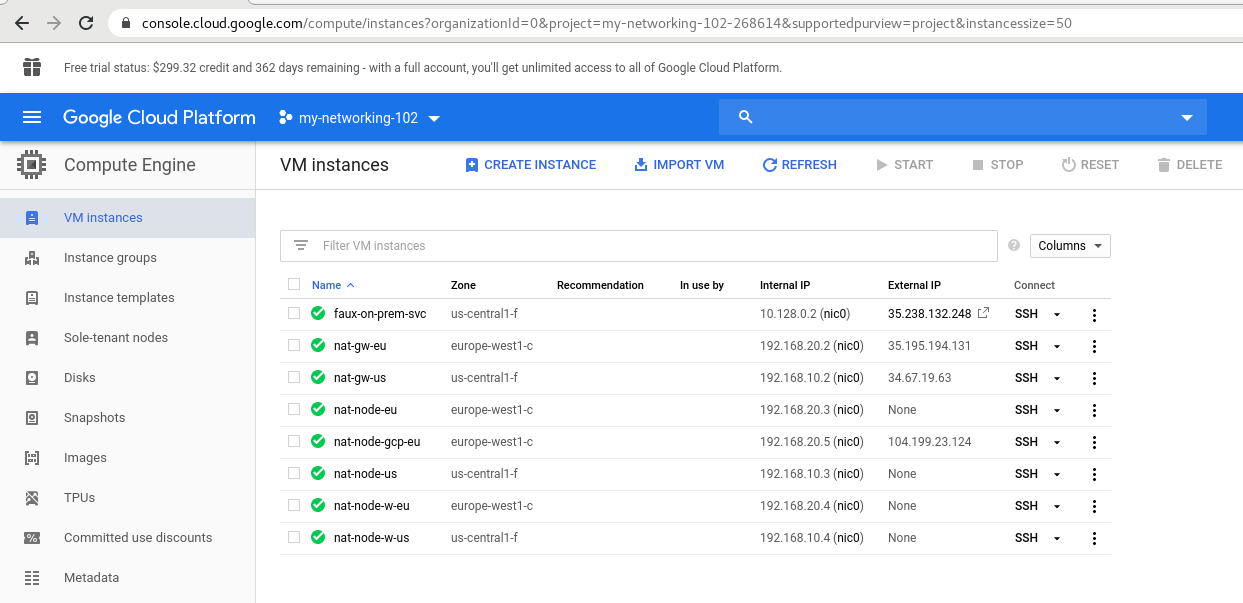 console.cloud.google.com/compute/instances?organizationId=0&project=my-networking-102-268614&supportedpurview=project&instancessize=50
Free trial status: $299.32 credit and 362 days remaining - with a full account, you'll get unlimited access to all of Google Cloud Platform.
Google Cloud Platform my-networking-102
Compute Engine
VM instances CREATE INSTANCE IMPORT VM REFRESH START STOP RESET DELETE
VM instances
Instance groups
Instance templates
Sole-tenant nodes
Disks
Snapshots
Images
TPUs
Committed use discounts
Metadata
Filter VM instances ? Columns
Name Zone Recommendation In use by Internal IP External IP Connect
faux-on-prem-svc us-central1-f 10.128.0.2 (nic0) 35.238.132.248 SSH
nat-gw-eu europe-west1-c 192.168.20.2 (nic0) 35.195.194.131 SSH
nat-gw-us us-central1-f 192.168.10.2 (nic0) 34.67.19.63 SSH
nat-node-eu europe-west1-c 192.168.20.3 (nic0) None SSH
nat-node-gcp-eu europe-west1-c 192.168.20.5 (nic0) 104.199.23.124 SSH
nat-node-us us-central1-f 192.168.10.3 (nic0) None SSH
nat-node-w-eu europe-west1-c 192.168.20.4 (nic0) None SSH
nat-node-w-us us-central1-f 192.168.10.4 (nic0) None SSH